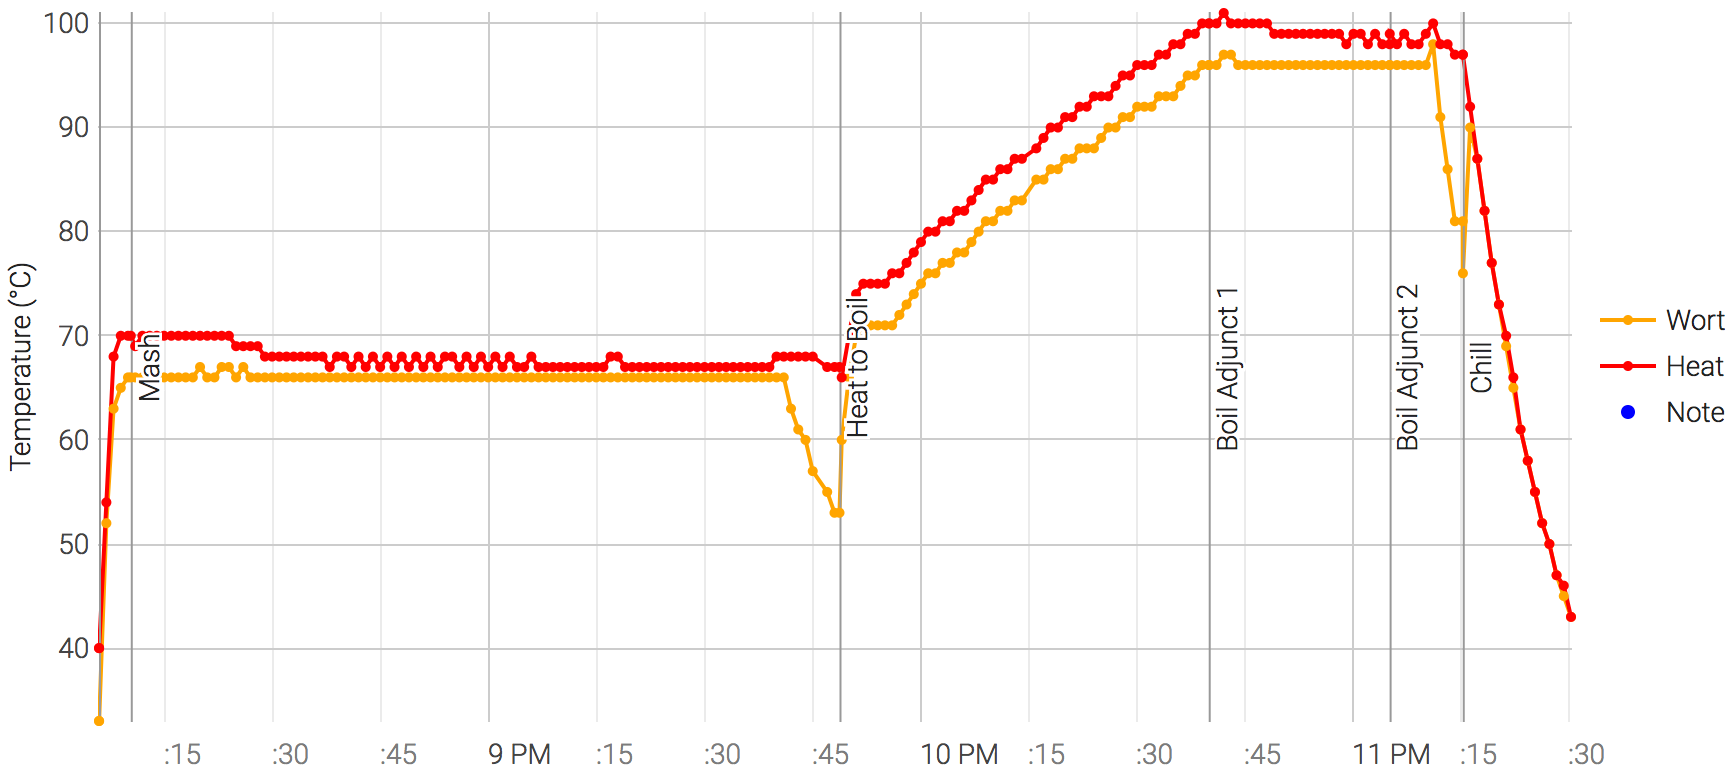 100
90
80
70
60
50
40
Temperature (°C)
Mash
Heat to Boil
Boil Adjunct 1
Boil Adjunct 2
Chill
Wort
Heat
Note
:15 :30 :45 9 PM :15 :30 :45 10 PM :15 :30 :45 11 PM :15 :30